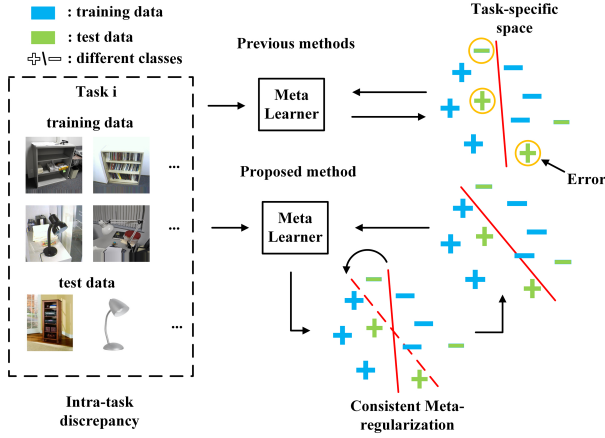 : training data
: test data
+\− : different classes
Task i
training data
...
...
test data
...
Intra-task
discrepancy
Previous methods
Meta
Learner
Proposed method
Meta
Learner
Task-specific
space
Error
Consistent Meta-
regularization